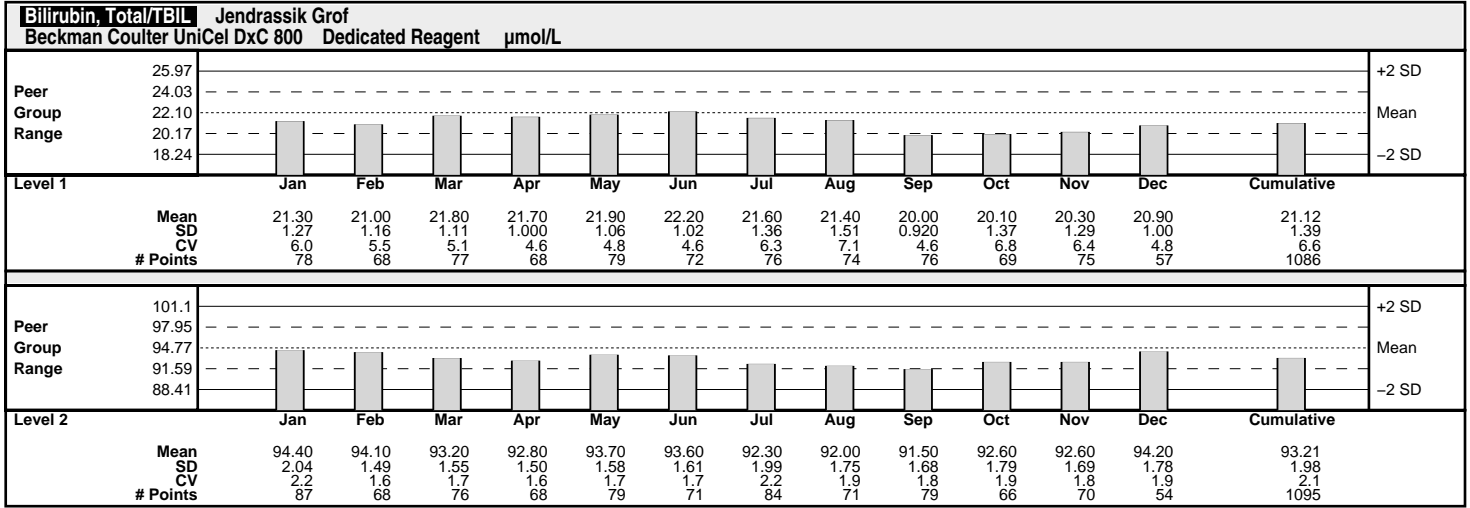 Bilirubin, Total/TBIL Jendrassik Grof
Beckman Coulter UniCel DxC 800 Dedicated Reagent µmol/L
25.97 +2 SD
Peer 24.03
Group 22.10 Mean
Range 20.17
18.24 −2 SD
Level 1 Jan Feb Mar Apr May Jun Jul Aug Sep Oct Nov Dec Cumulative
Mean 21.30 21.00 21.80 21.70 21.90 22.20 21.60 21.40 20.00 20.10 20.30 20.90 21.12
SD 1.27 1.16 1.11 1.000 1.06 1.02 1.36 1.51 0.920 1.37 1.29 1.00 1.39
CV 6.0 5.5 5.1 4.6 4.8 4.6 6.3 7.1 4.6 6.8 6.4 4.8 6.6
# Points 78 68 77 68 79 72 76 74 76 69 75 57 1086
101.1 +2 SD
Peer 97.95
Group 94.77 Mean
Range 91.59
88.41 −2 SD
Level 2 Jan Feb Mar Apr May Jun Jul Aug Sep Oct Nov Dec Cumulative
Mean 94.40 94.10 93.20 92.80 93.70 93.60 92.30 92.00 91.50 92.60 92.60 94.20 93.21
SD 2.04 1.49 1.55 1.50 1.58 1.61 1.99 1.75 1.68 1.79 1.69 1.78 1.98
CV 2.2 1.6 1.7 1.6 1.7 1.7 2.2 1.9 1.8 1.9 1.8 1.9 2.1
# Points 87 68 76 68 79 71 84 71 79 66 70 54 1095